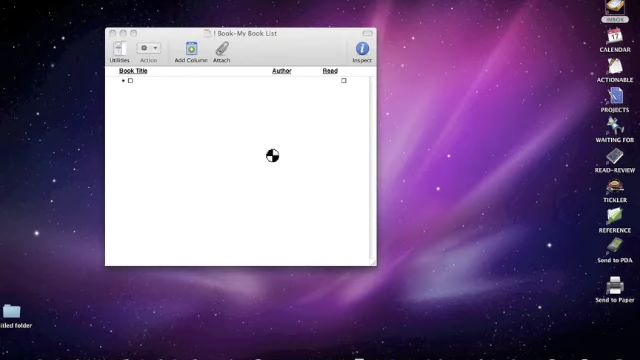 ! Book-My Book List
Utilities
Action
Add Column
Attach
Inspect
Book Title
Author
Read
INBOX
CALENDAR
ACTIONABLE
PROJECTS
WAITING FOR
READ-REVIEW
TICKLER
REFERENCE
Send to PDA
Send to Paper
itled folder